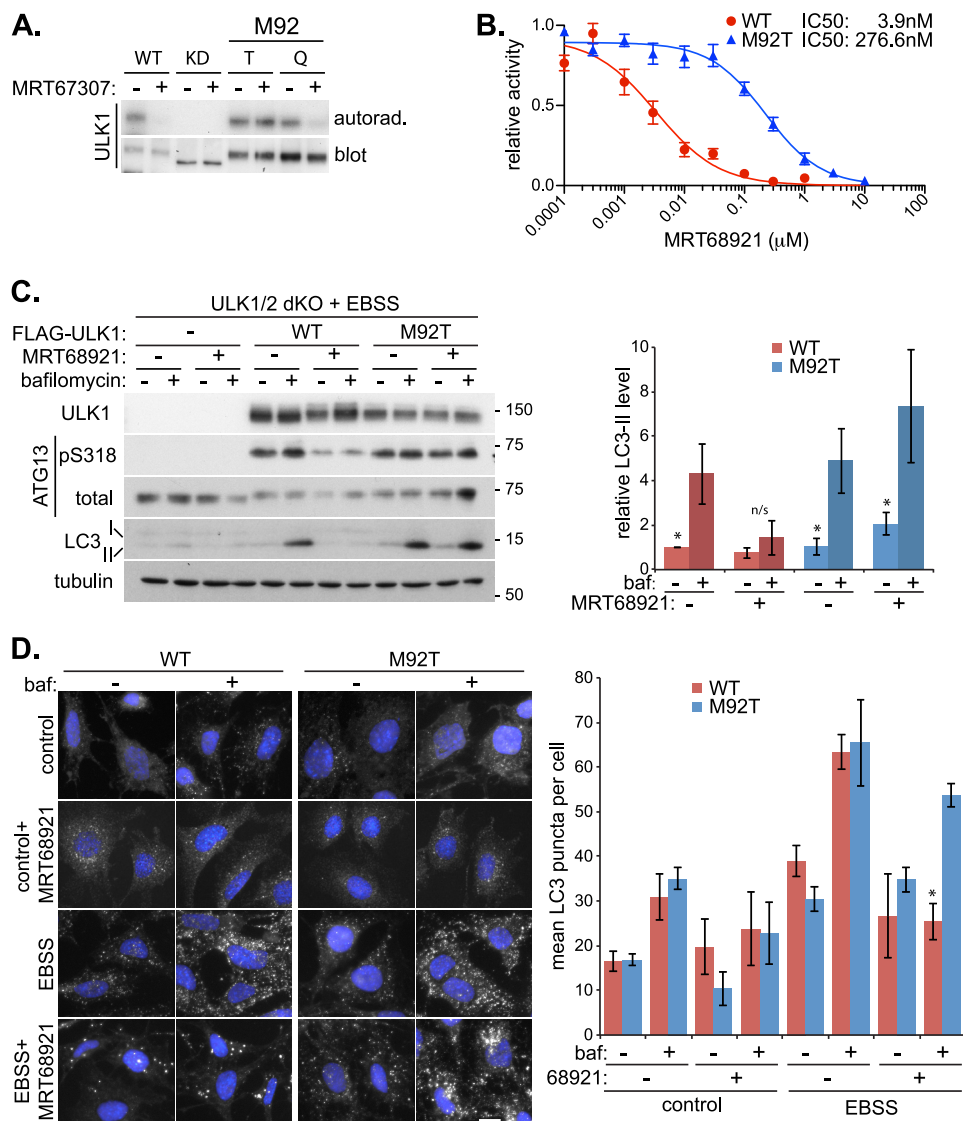 A.
M92
WT KD T Q
MRT67307: - + - + - + - +
ULK1
autorad.
blot
B.
WT IC50: 3.9nM
M92T IC50: 276.6nM
relative activity
1.0
0.5
0.0
0.0001 0.001 0.01 0.1 1 10 100
MRT68921 (μM)
C.
ULK1/2 dKO + EBSS
FLAG-ULK1: - WT M92T
MRT68921: - + - + - +
bafilomycin: - + - + - + - + - + - +
ULK1
- 150
ATG13
pS318
- 75
total
- 75
LC3
I
II
- 15
tubulin
- 50
WT
M92T
relative LC3-II level
10
8
6
4
2
1
0
* n/s * *
baf: - + - + - + - +
MRT68921: - + - +
D.
WT M92T
baf: - + - +
control
control+
MRT68921
EBSS
EBSS+
MRT68921
WT
M92T
mean LC3 puncta per cell
80
70
60
50
40
30
20
10
0
*
baf: - + - + - + - +
68921: - + - +
control EBSS